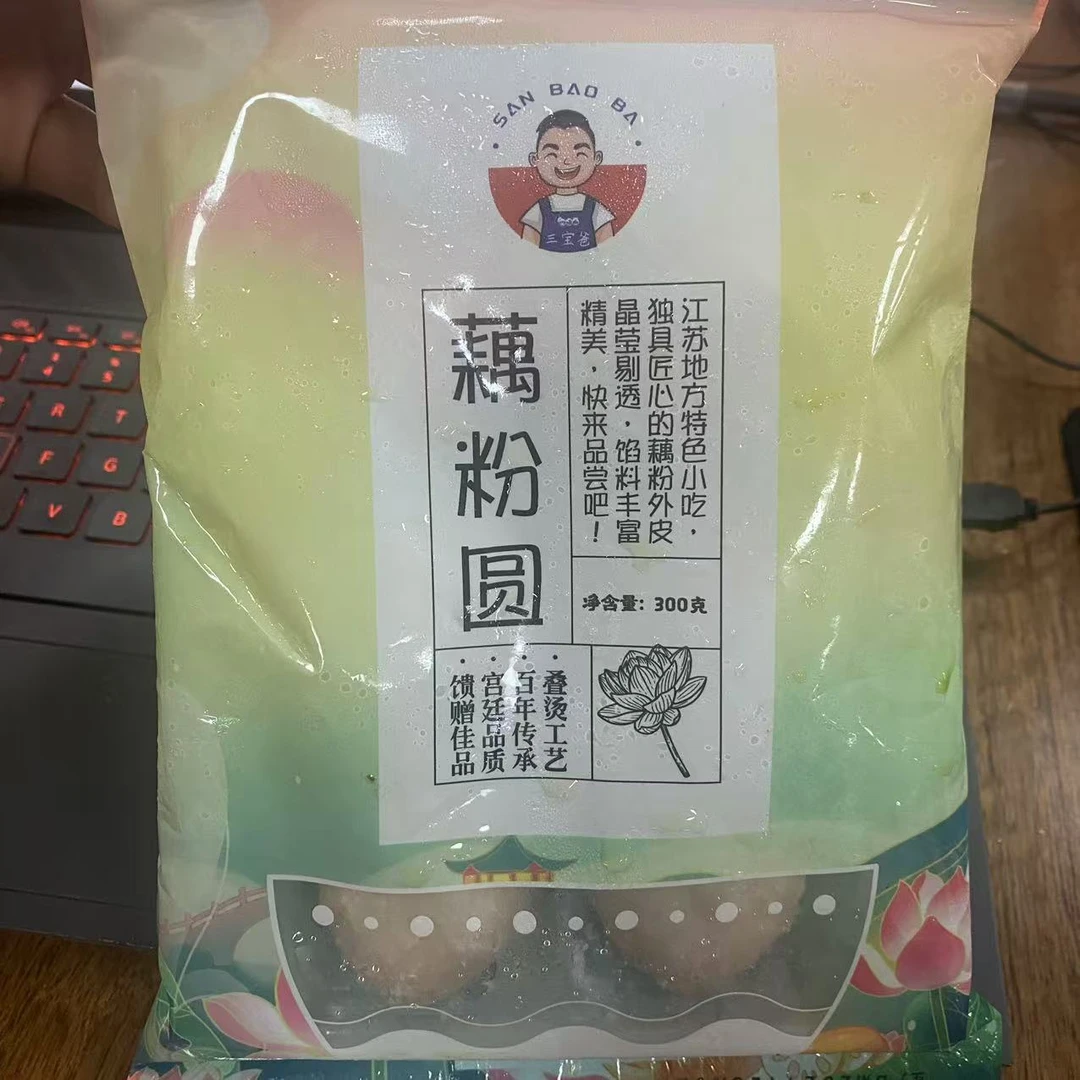 SAN BAO BA
三宝爸
藕粉圆
江苏地方特色小吃，
独具匠心的藕粉外皮
晶莹剔透，馅料丰富
精美，快来品尝吧！
净含量：300克
叠烫工艺
百年传承
宫廷品质
馈赠佳品
4
5
R
T
F
G
V
B